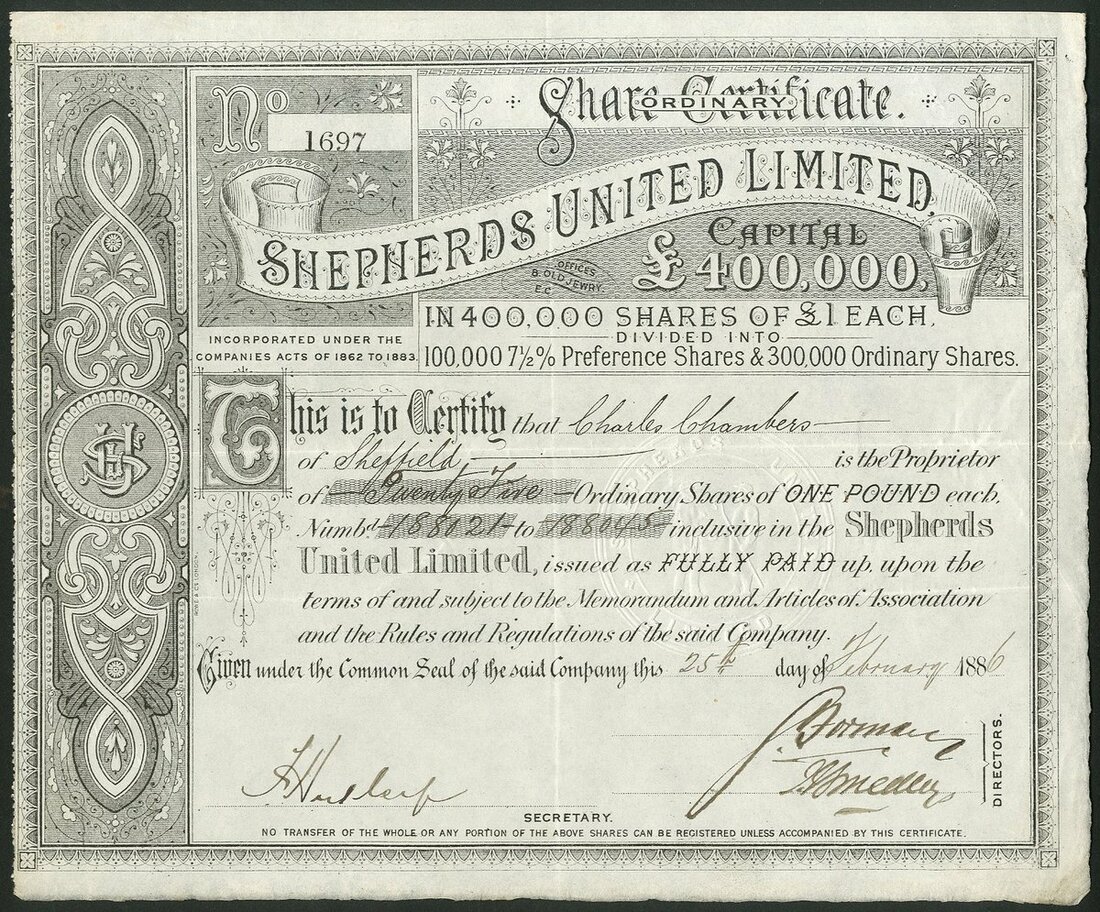 No 1697
Share Certificate.
ORDINARY
SHEPHERDS UNITED LIMITED,
OFFICES
8. OLD JEWRY.
E.C.
CAPITAL
£400,000,
IN 400,000 SHARES OF £1 EACH,
DIVIDED INTO
100,000 7½% Preference Shares & 300,000 Ordinary Shares.
INCORPORATED UNDER THE
COMPANIES ACTS OF 1862 TO 1883.
This is to Certify that Charles Chambers
of Sheffield is the Proprietor
of Twenty Five Ordinary Shares of ONE POUND each,
Numbd 188021 to 188045 inclusive in the Shepherds
United Limited, issued as FULLY PAID up, upon the
terms of and subject to the Memorandum and Articles of Association
and the Rules and Regulations of the said Company.
Given under the Common Seal of the said Company this 25th day of February 1886
DIRECTORS.
SECRETARY.
NO TRANSFER OF THE WHOLE OR ANY PORTION OF THE ABOVE SHARES CAN BE REGISTERED UNLESS ACCOMPANIED BY THIS CERTIFICATE.